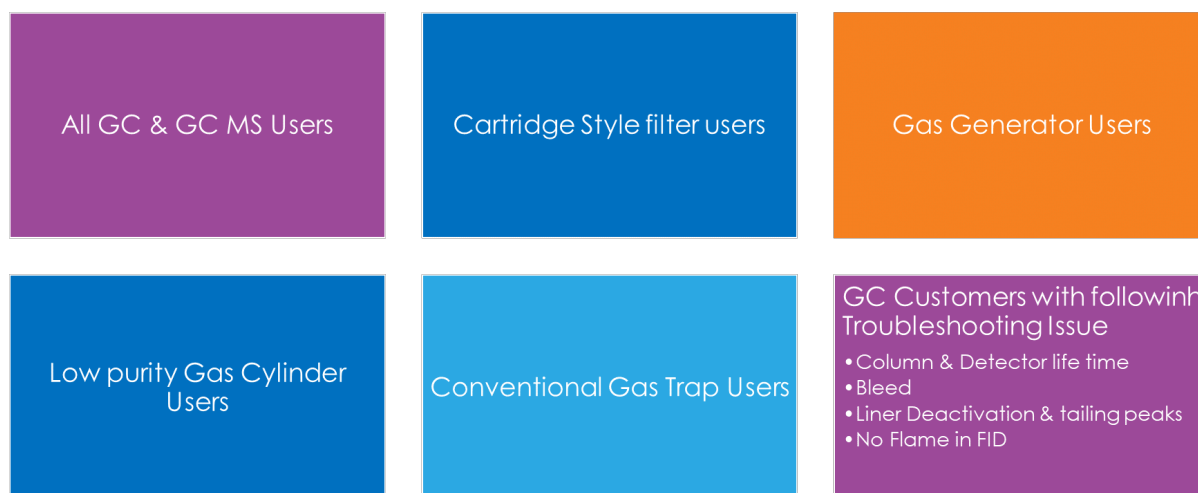 All GC & GC MS Users
Cartridge Style filter users
Gas Generator Users
Low purity Gas Cylinder
Users
Conventional Gas Trap Users
GC Customers with followinh
Troubleshooting Issue
•Column & Detector life time
•Bleed
•Liner Deactivation & tailing peaks
•No Flame in FID